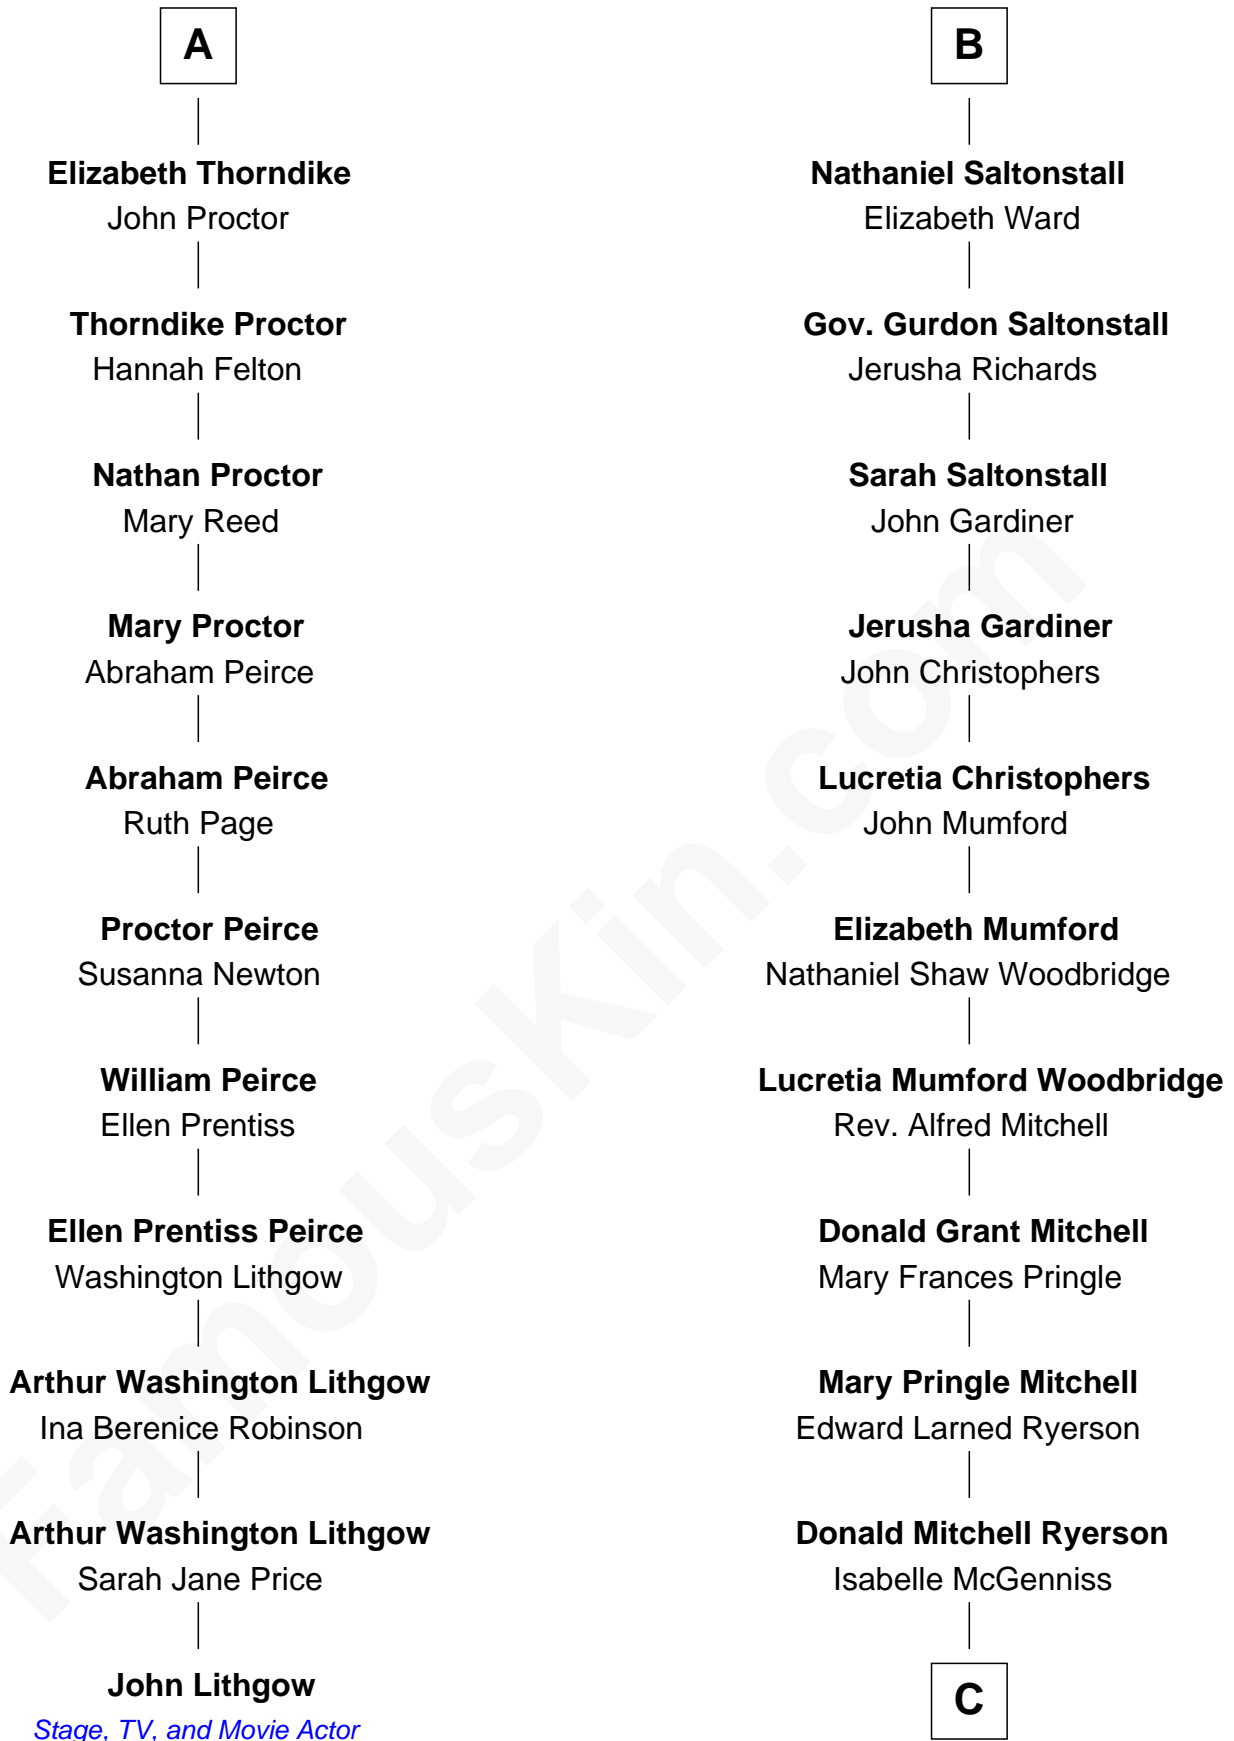 A
Elizabeth Thorndike
John Proctor
Thorndike Proctor
Hannah Felton
Nathan Proctor
Mary Reed
Mary Proctor
Abraham Peirce
Abraham Peirce
Ruth Page
Proctor Peirce
Susanna Newton
William Peirce
Ellen Prentiss
Ellen Prentiss Peirce
Washington Lithgow
Arthur Washington Lithgow
Ina Berenice Robinson
Arthur Washington Lithgow
Sarah Jane Price
John Lithgow
Stage, TV, and Movie Actor
B
Nathaniel Saltonstall
Elizabeth Ward
Gov. Gurdon Saltonstall
Jerusha Richards
Sarah Saltonstall
John Gardiner
Jerusha Gardiner
John Christophers
Lucretia Christophers
John Mumford
Elizabeth Mumford
Nathaniel Shaw Woodbridge
Lucretia Mumford Woodbridge
Rev. Alfred Mitchell
Donald Grant Mitchell
Mary Frances Pringle
Mary Pringle Mitchell
Edward Larned Ryerson
Donald Mitchell Ryerson
Isabelle McGenniss
C
FamousKin.com